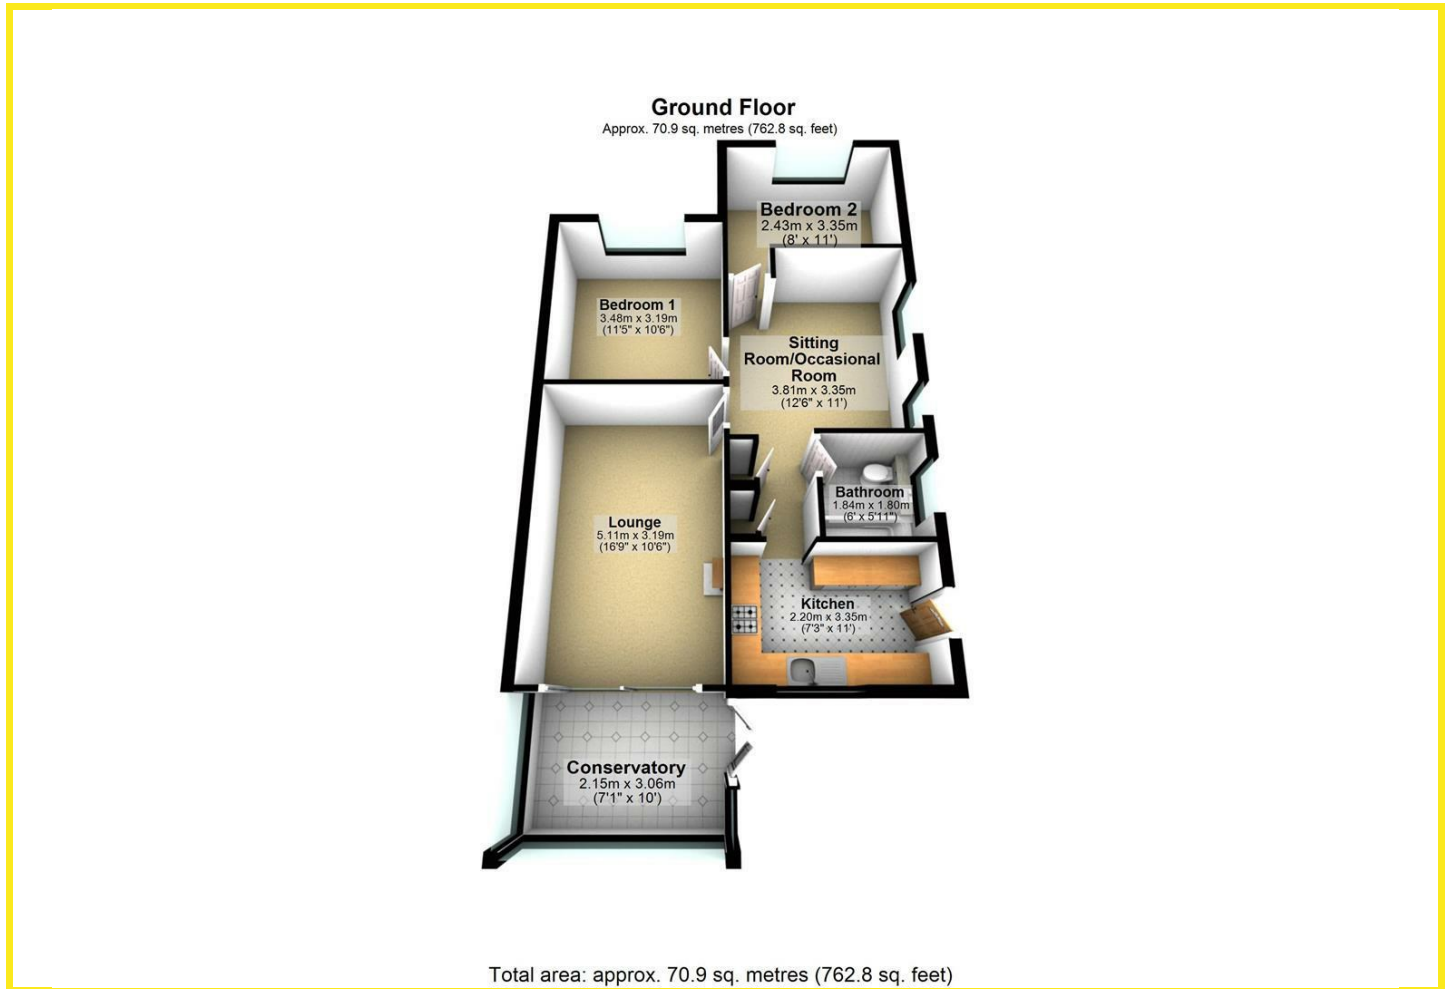 Ground Floor
Approx. 70.9 sq. metres (762.8 sq. feet)
Bedroom 2
2.43m x 3.35m
(8' x 11')
Bedroom 1
3.48m x 3.19m
(11'5" x 10'6")
Sitting
Room/Occasional
Room
3.81m x 3.35m
(12'6" x 11')
Bathroom
1.84m x 1.80m
(6' x 5'11")
Lounge
5.11m x 3.19m
(16'9" x 10'6")
Kitchen
2.20m x 3.35m
(7'3" x 11')
Conservatory
2.15m x 3.06m
(7'1" x 10')
Total area: approx. 70.9 sq. metres (762.8 sq. feet)